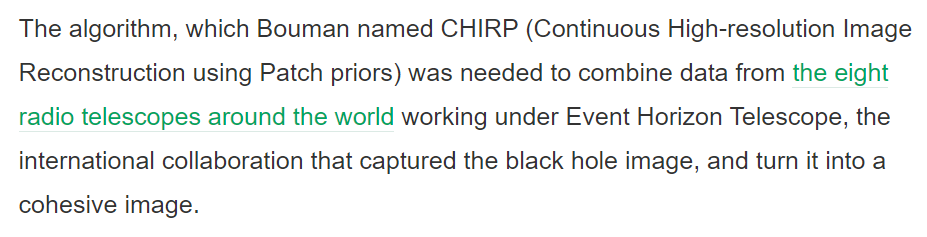 The algorithm, which Bouman named CHIRP (Continuous High-resolution Image
Reconstruction using Patch priors) was needed to combine data from the eight
radio telescopes around the world working under Event Horizon Telescope, the
international collaboration that captured the black hole image, and turn it into a
cohesive image.